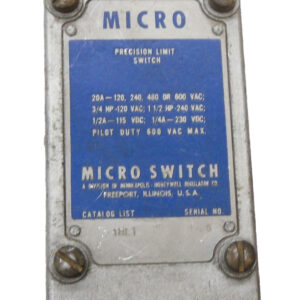 MICRO
PRECISION LIMIT
SWITCH
20A-120, 240, 480 OR 600 VAC;
3/4 HP-120 VAC; 1 1/2 HP-240 VAC;
1/2A-115 VDC; 1/4A-230 VDC;
PILOT DUTY 600 VAC MAX.
MICRO SWITCH
A DIVISION OF MINNEAPOLIS-HONEYWELL REGULATOR CO.
FREEPORT, ILLINOIS, U.S.A.
CATALOG LIST SERIAL NO